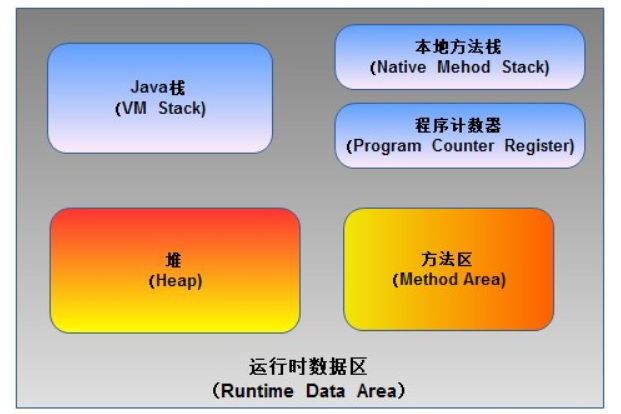 Java栈
(VM Stack)
本地方法栈
(Native Mehod Stack)
程序计数器
(Program Counter Register)
堆
(Heap)
方法区
(Method Area)
运行时数据区
(Runtime Data Area)